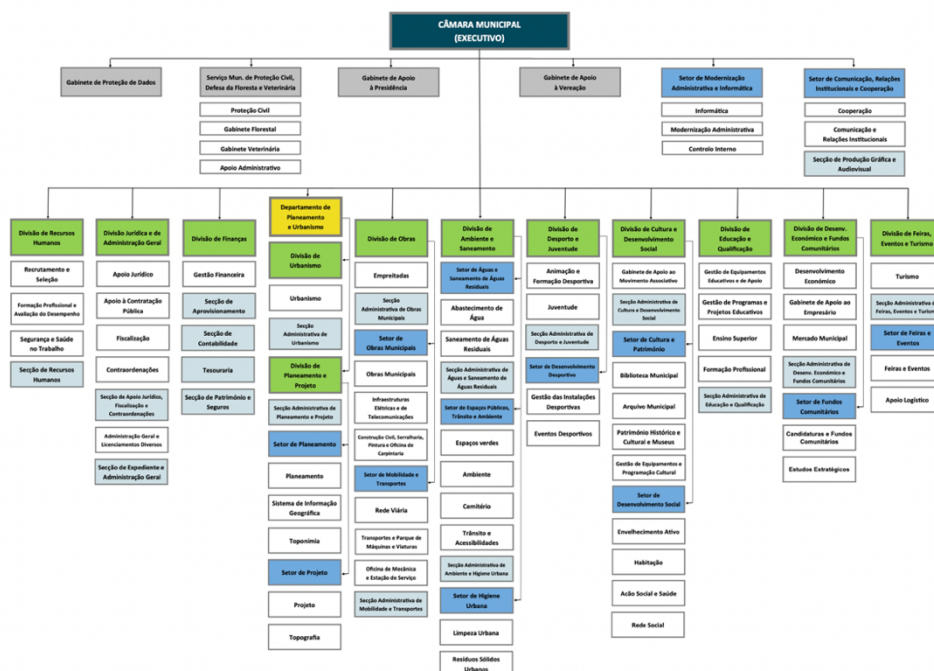 CÂMARA MUNICIPAL
(EXECUTIVO)
Gabinete de Proteção de Dados
Serviço Mun. de Proteção Civil,
Defesa da Floresta e Veterinária
Proteção Civil
Gabinete Florestal
Gabinete Veterinária
Apoio Administrativo
Gabinete de Apoio
à Presidência
Gabinete de Apoio
à Vereação
Setor de Modernização
Administrativa e Informática
Informática
Modernização Administrativa
Controlo Interno
Setor de Comunicação, Relações
Institucionais e Cooperação
Cooperação
Comunicação e
Relações Institucionais
Secção de Produção Gráfica e
Audiovisual
Divisão de Recursos
Humanos
Recrutamento e
Seleção
Formação Profissional e
Avaliação do Desempenho
Segurança e Saúde
no Trabalho
Secção de Recursos
Humanos
Divisão Jurídica e de
Administração Geral
Apoio Jurídico
Apoio à Contratação
Pública
Fiscalização
Contraordenações
Secção de Apoio Jurídico,
Fiscalização e
Contraordenações
Administração Geral e
Licenciamentos Diversos
Secção de Expediente e
Administração Geral
Divisão de Finanças
Gestão Financeira
Secção de
Aprovisionamento
Secção de
Contabilidade
Tesouraria
Secção de Património e
Seguros
Departamento de
Planeamento
e Urbanismo
Divisão de
Urbanismo
Urbanismo
Secção
Administrativa de
Urbanismo
Divisão de
Planeamento e
Projeto
Secção Administrativa de
Planeamento e Projeto
Setor de Planeamento
Planeamento
Sistema de Informação
Geográfica
Toponímia
Setor de Projeto
Projeto
Topografia
Divisão de Obras
Empreitadas
Secção
Administrativa de Obras
Municipais
Setor de
Obras Municipais
Obras Municipais
Infraestruturas
Elétricas e de
Telecomunicações
Construção Civil, Serralharia,
Pintura e Oficina de
Carpintaria
Setor de Mobilidade e
Transportes
Rede Viária
Transportes e Parque de
Máquinas e Viaturas
Oficina de Mecânica
e Estação de Serviço
Secção Administrativa de
Mobilidade e Transportes
Divisão
de Ambiente e
Saneamento
Setor de Águas e
Saneamento de Águas
Residuais
Abastecimento de
Água
Saneamento de Águas
Residuais
Secção Administrativa de
Águas e Saneamento de
Águas Residuais
Setor de Espaços Públicos,
Trânsito e Ambiente
Espaços verdes
Ambiente
Cemitério
Trânsito e
Acessibilidades
Secção Administrativa de
Ambiente e Higiene Urbana
Setor de Higiene
Urbana
Limpeza Urbana
Resíduos Sólidos
Urbanos
Divisão
de Desporto e
Juventude
Animação e
Formação Desportiva
Juventude
Secção Administrativa de
Desporto e Juventude
Setor de Desenvolvimento
Desportivo
Gestão das Instalações
Desportivas
Eventos Desportivos
Divisão de Cultura e
Desenvolvimento
Social
Gabinete de Apoio ao
Movimento Associativo
Secção Administrativa de
Cultura e Desenvolvimento
Social
Setor de Cultura e
Património
Biblioteca Municipal
Arquivo Municipal
Património Histórico e
Cultural e Museus
Gestão de Equipamentos e
Programação Cultural
Setor de
Desenvolvimento Social
Envelhecimento Ativo
Habitação
Acão Social e Saúde
Rede Social
Divisão
de Educação e
Qualificação
Gestão de Equipamentos
Educativos e de Apoio
Gestão de Programas e
Projetos Educativos
Ensino Superior
Formação Profissional
Secção Administrativa de
Educação e Qualificação
Divisão de Desenv.
Económico e Fundos
Comunitários
Desenvolvimento
Económico
Gabinete de Apoio ao
Empresário
Mercado Municipal
Secção Administrativa de
Desenv. Económico e
Fundos Comunitários
Setor de Fundos
Comunitários
Candidaturas e Fundos
Comunitários
Estudos Estratégicos
Divisão de Feiras,
Eventos e Turismo
Turismo
Secção Administrativa de
Feiras, Eventos e Turismo
Setor de Feiras e
Eventos
Feiras e Eventos
Apoio Logístico